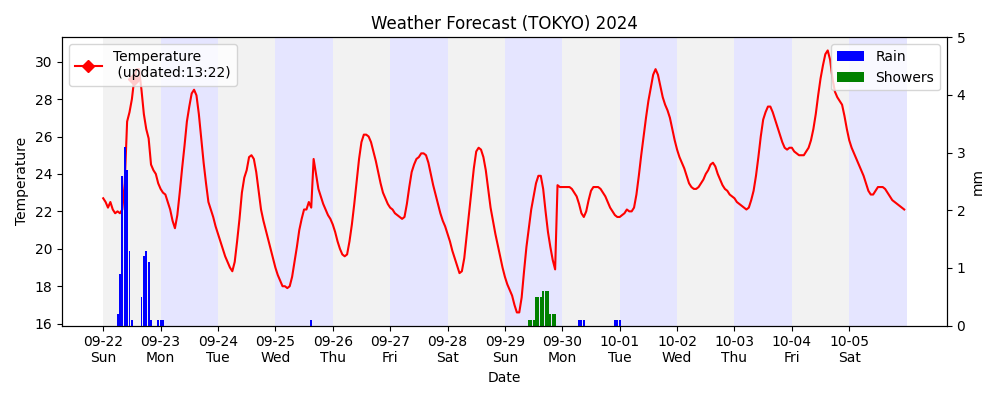 Weather Forecast (TOKYO) 2024
Temperature
(updated:13:22)
Rain
Showers
Temperature
30
28
26
24
22
20
18
16
5
4
3
2
1
0
mm
09-22 09-23 09-24 09-25 09-26 09-27 09-28 09-29 09-30 10-01 10-02 10-03 10-04 10-05
Sun Mon Tue Wed Thu Fri Sat Sun Mon Tue Wed Thu Fri Sat
Date